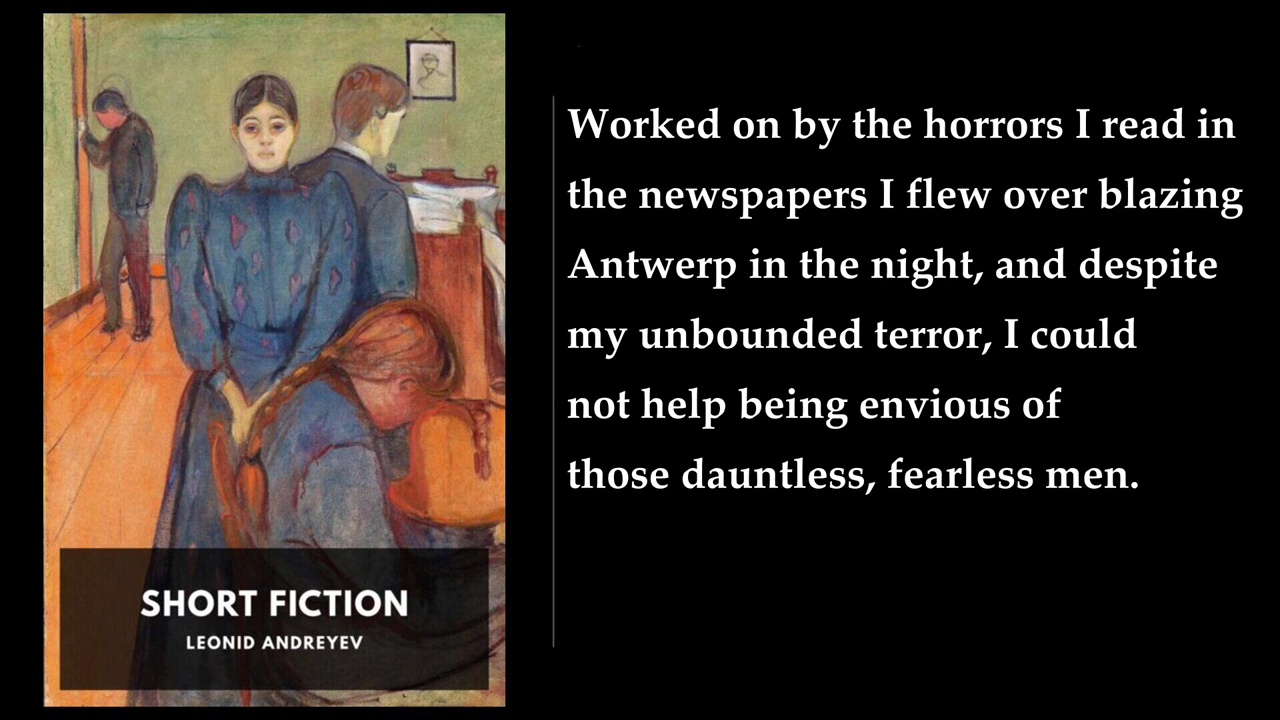 Worked on by the horrors I read in
the newspapers I flew over blazing
Antwerp in the night, and despite
my unbounded terror, I could
not help being envious of
those dauntless, fearless men.
SHORT FICTION
LEONID ANDREYEV